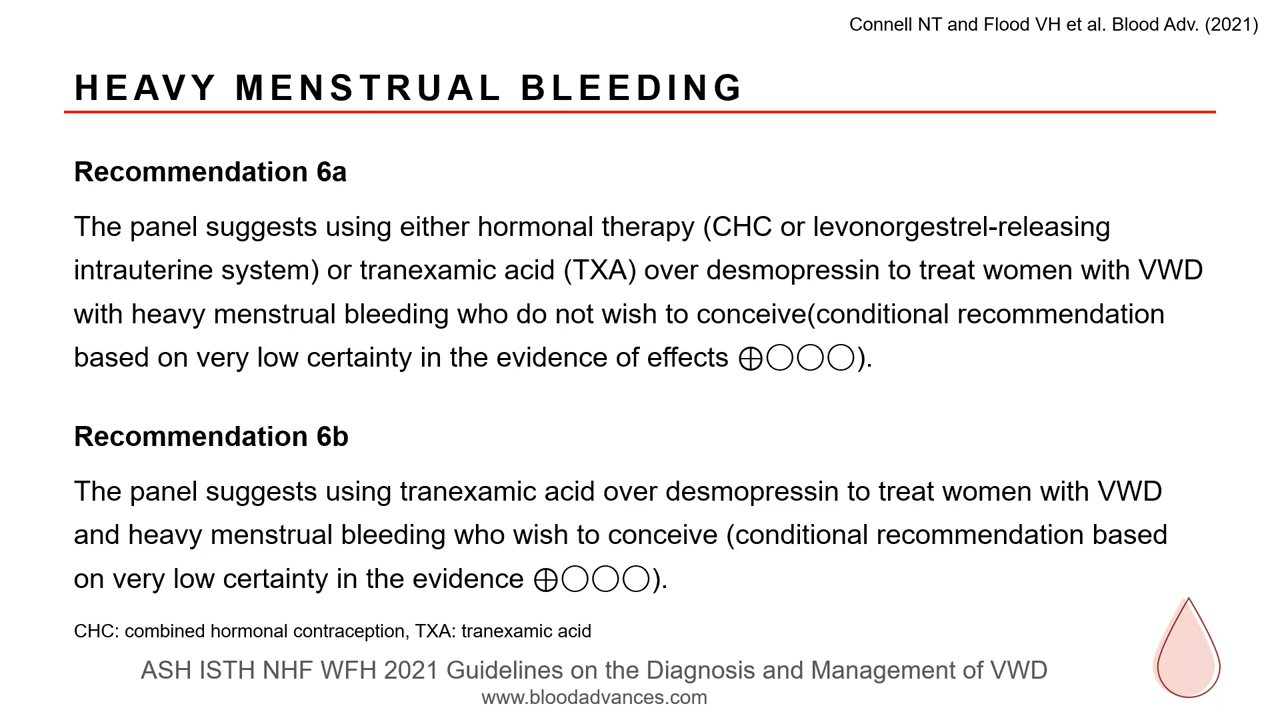 Connell NT and Flood VH et al. Blood Adv. (2021)
HEAVY MENSTRUAL BLEEDING
Recommendation 6a
The panel suggests using either hormonal therapy (CHC or levonorgestrel-releasing
intrauterine system) or tranexamic acid (TXA) over desmopressin to treat women with VWD
with heavy menstrual bleeding who do not wish to conceive(conditional recommendation
based on very low certainty in the evidence of effects ⨁◯◯◯).
Recommendation 6b
The panel suggests using tranexamic acid over desmopressin to treat women with VWD
and heavy menstrual bleeding who wish to conceive (conditional recommendation based
on very low certainty in the evidence ⨁◯◯◯).
CHC: combined hormonal contraception, TXA: tranexamic acid
ASH ISTH NHF WFH 2021 Guidelines on the Diagnosis and Management of VWD
www.bloodadvances.com